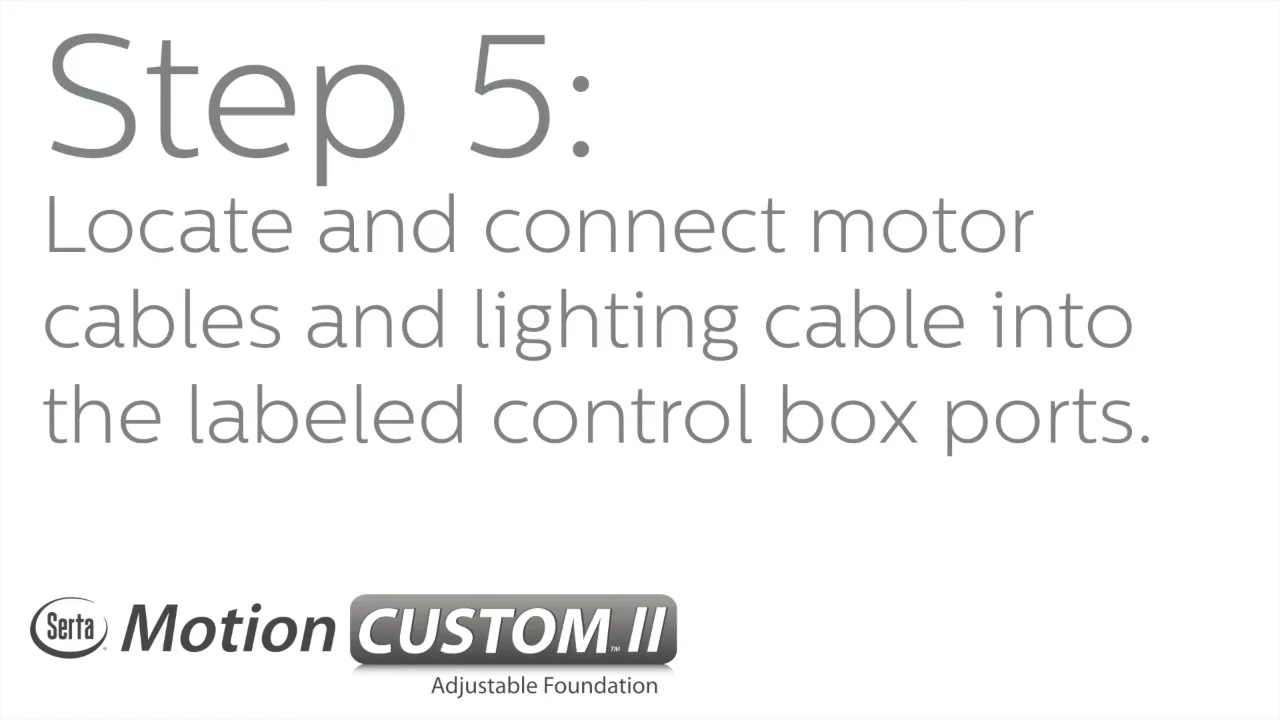 Step 5:
Locate and connect motor
cables and lighting cable into
the labeled control box ports.
Serta® Motion CUSTOM™ II
Adjustable Foundation